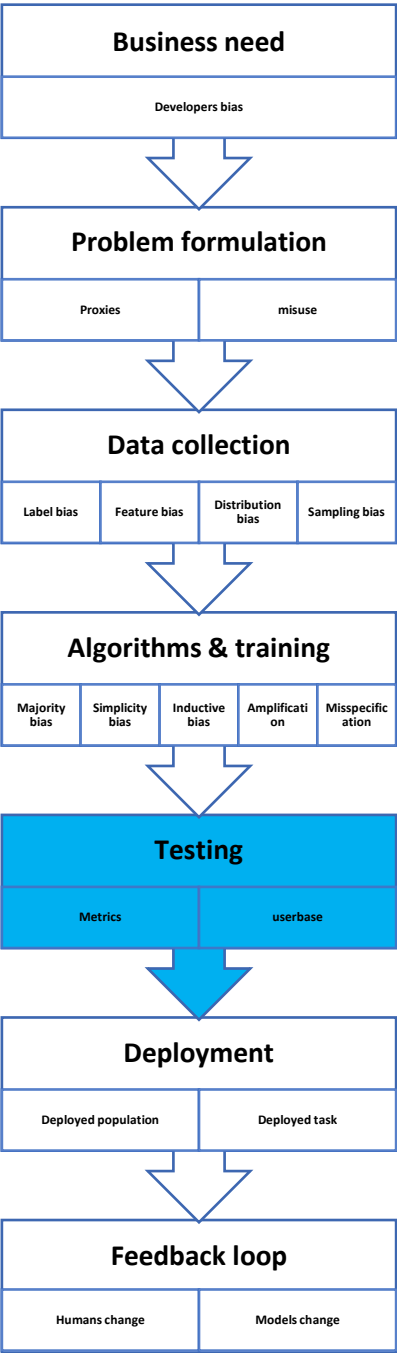 Business need
Developers bias
Problem formulation
Proxies
misuse
Data collection
Label bias
Feature bias
Distribution
bias
Sampling bias
Algorithms & training
Majority
bias
Simplicity
bias
Inductive
bias
Amplificati
on
Misspecific
ation
Testing
Metrics
userbase
Deployment
Deployed population
Deployed task
Feedback loop
Humans change
Models change